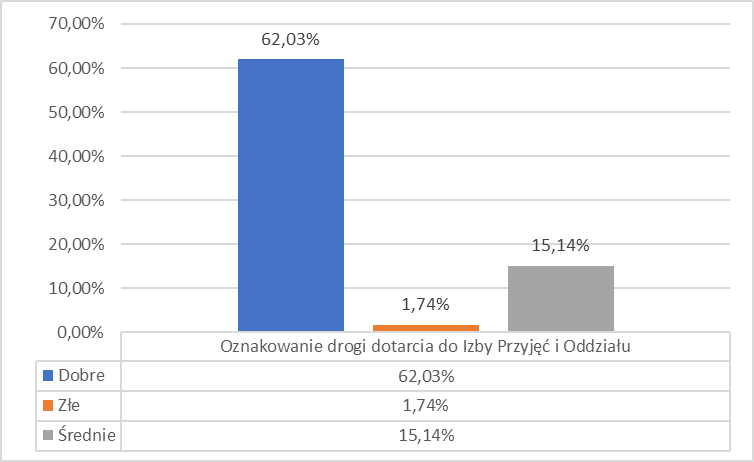 70,00%
60,00%
50,00%
40,00%
30,00%
20,00%
10,00%
0,00%
62,03%
1,74%
15,14%
Oznakowanie drogi dotarcia do Izby Przyjęć i Oddziału
Dobre 62,03%
Złe 1,74%
Średnie 15,14%